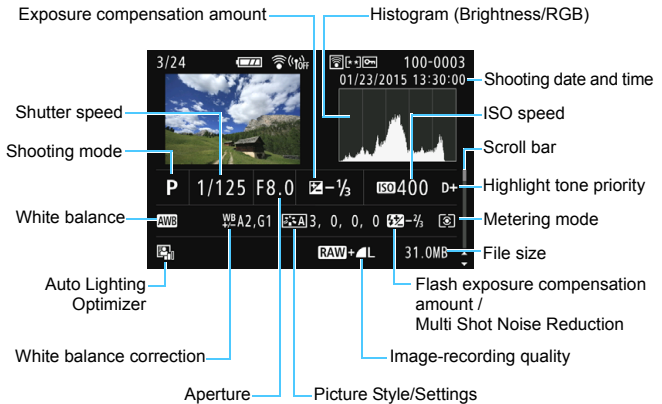 Exposure compensation amount
Histogram (Brightness/RGB)
3/24
OFF
100-0003
01/23/2015 13:30:00
Shooting date and time
Shutter speed
ISO speed
Shooting mode
Scroll bar
P 1/125 F8.0 -1/3 ISO 400 D+
Highlight tone priority
White balance
AWB WB +/- A2,G1 A 3, 0, 0, 0 -2/3
Metering mode
RAW+L 31.0MB
File size
Auto Lighting
Optimizer
Flash exposure compensation
amount /
Multi Shot Noise Reduction
White balance correction
Image-recording quality
Aperture
Picture Style/Settings